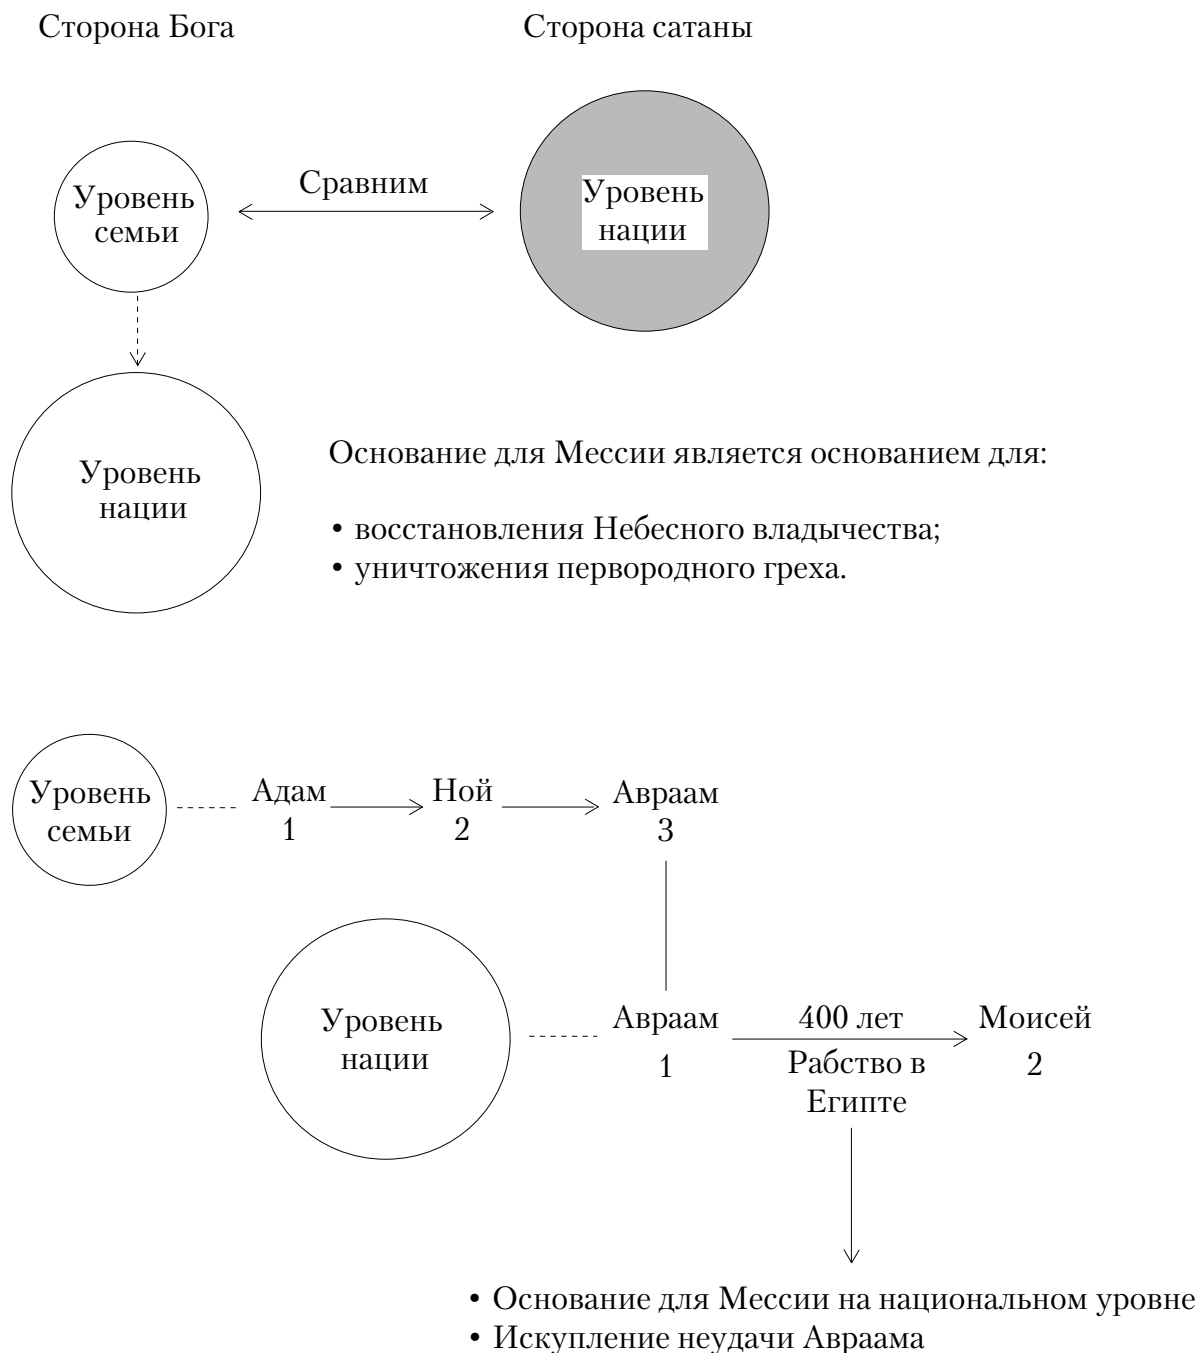 Сторона Бога
Сторона сатаны
Уровень
семьи
Сравним
Уровень
нации
Уровень
нации
Основание для Мессии является основанием для:
• восстановления Небесного владычества;
• уничтожения первородного греха.
Уровень
семьи
Адам
1
Ной
2
Авраам
3
Уровень
нации
Авраам
1
400 лет
Рабство в
Египте
Моисей
2
• Основание для Мессии на национальном уровне
• Искупление неудачи Авраама